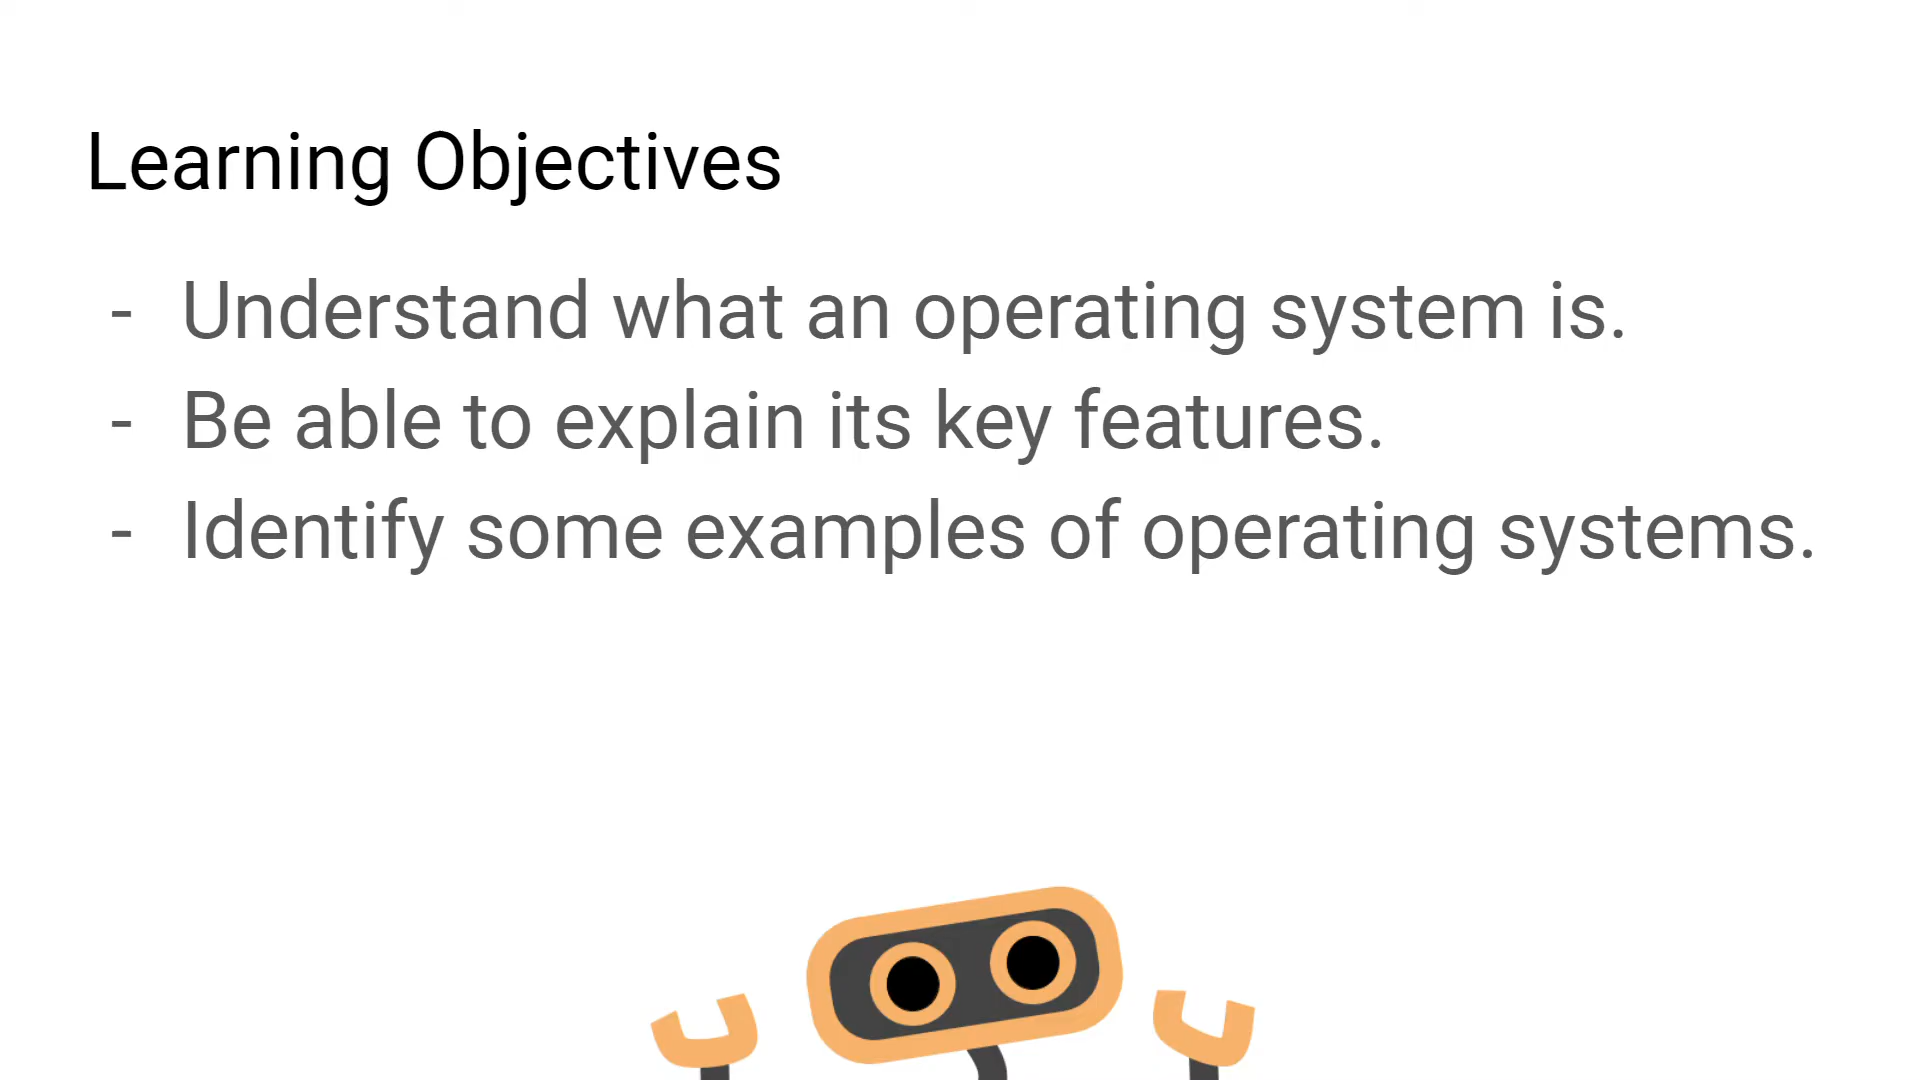 Learning Objectives
- Understand what an operating system is.
- Be able to explain its key features.
- Identify some examples of operating systems.